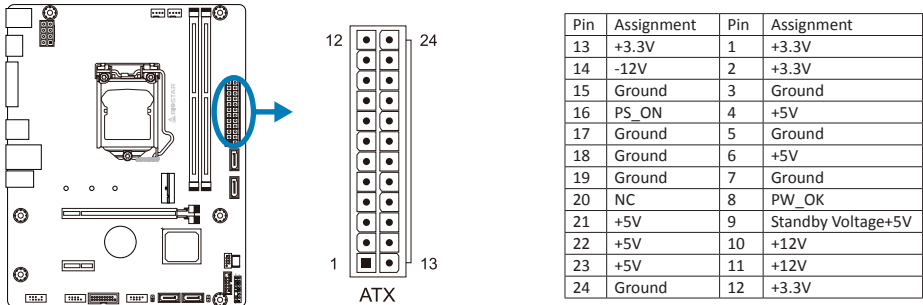 BIOSTAR
12 24
1 13
ATX
Pin Assignment Pin Assignment
13 +3.3V 1 +3.3V
14 -12V 2 +3.3V
15 Ground 3 Ground
16 PS_ON 4 +5V
17 Ground 5 Ground
18 Ground 6 +5V
19 Ground 7 Ground
20 NC 8 PW_OK
21 +5V 9 Standby Voltage+5V
22 +5V 10 +12V
23 +5V 11 +12V
24 Ground 12 +3.3V